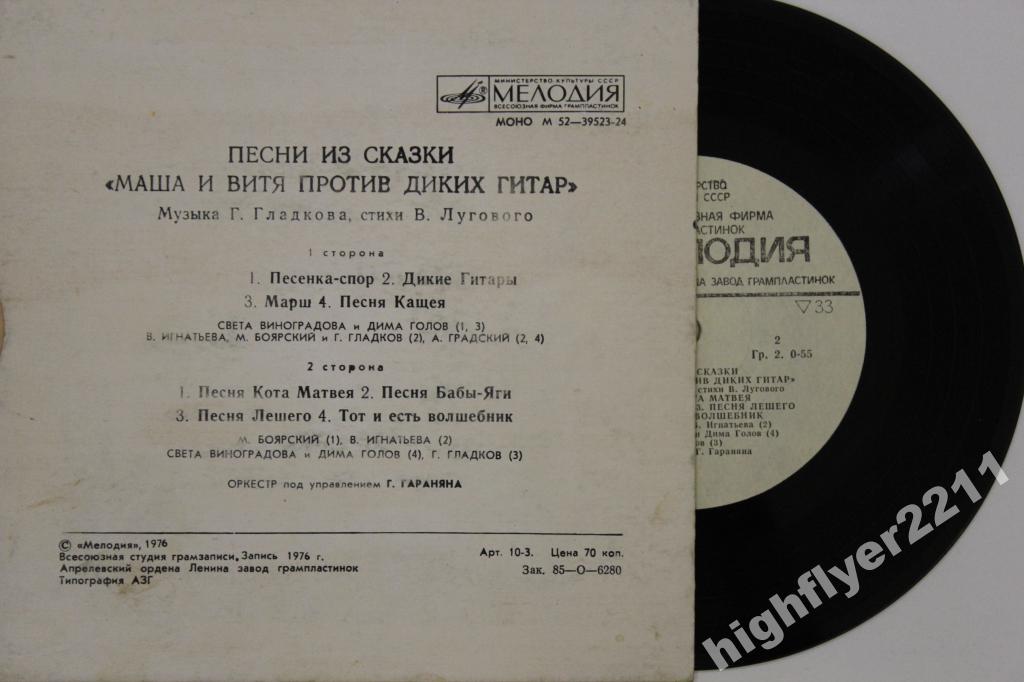 МИНИСТЕРСТВО КУЛЬТУРЫ СССР
МЕЛОДИЯ
ВСЕСОЮЗНАЯ ФИРМА ГРАМПЛАСТИНОК
МОНО М 52—39523-24
ПЕСНИ ИЗ СКАЗКИ
«МАША И ВИТЯ ПРОТИВ ДИКИХ ГИТАР»
Музыка Г. Гладкова, стихи В. Лугового
1 сторона
1. Песенка-спор 2. Дикие Гитары
3. Марш 4. Песня Кащея
СВЕТА ВИНОГРАДОВА и ДИМА ГОЛОВ (1, 3)
В. ИГНАТЬЕВА, М. БОЯРСКИЙ и Г. ГЛАДКОВ (2), А. ГРАДСКИЙ (2, 4)
2 сторона
1. Песня Кота Матвея 2. Песня Бабы-Яги
3. Песня Лешего 4. Тот и есть волшебник
М. БОЯРСКИЙ (1), В. ИГНАТЬЕВА (2)
СВЕТА ВИНОГРАДОВА и ДИМА ГОЛОВ (4), Г. ГЛАДКОВ (3)
ОРКЕСТР под управлением Г. ГАРАНЯНА
© «Мелодия», 1976
Всесоюзная студия грамзаписи. Запись 1976 г.
Апрелевский ордена Ленина завод грампластинок
Типография АЗГ
Арт. 10-3. Цена 70 коп.
Зак. 85—О—6280
РСТВО
СССР
НАЯ ФИРМА
АСТИНОК
ЛОДИЯ
НА ЗАВОД ГРАМПЛАСТИНОК
▽33
2
Гр. 2. 0-55
СКАЗКИ
ИВ ДИКИХ ГИТАР»
стихи В. Лугового
ТА МАТВЕЯ
3. ПЕСНЯ ЛЕШЕГО
ВОЛШЕБНИК
. Игнатьева (2)
и Дима Голов (4)
ов (3)
Г. Гараняна
highflyer2211